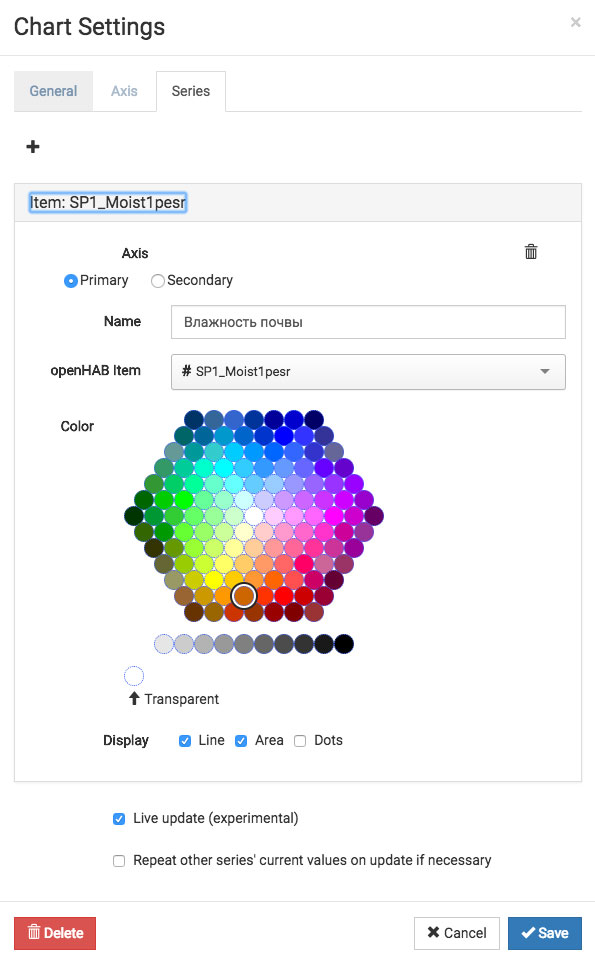 Chart Settings
×
General Axis Series
Item: SP1_Moist1pesr
Axis
Primary Secondary
Name Влажность почвы
openHAB Item # SP1_Moist1pesr
Color
Transparent
Display Line Area Dots
Live update (experimental)
Repeat other series' current values on update if necessary
Delete Cancel Save